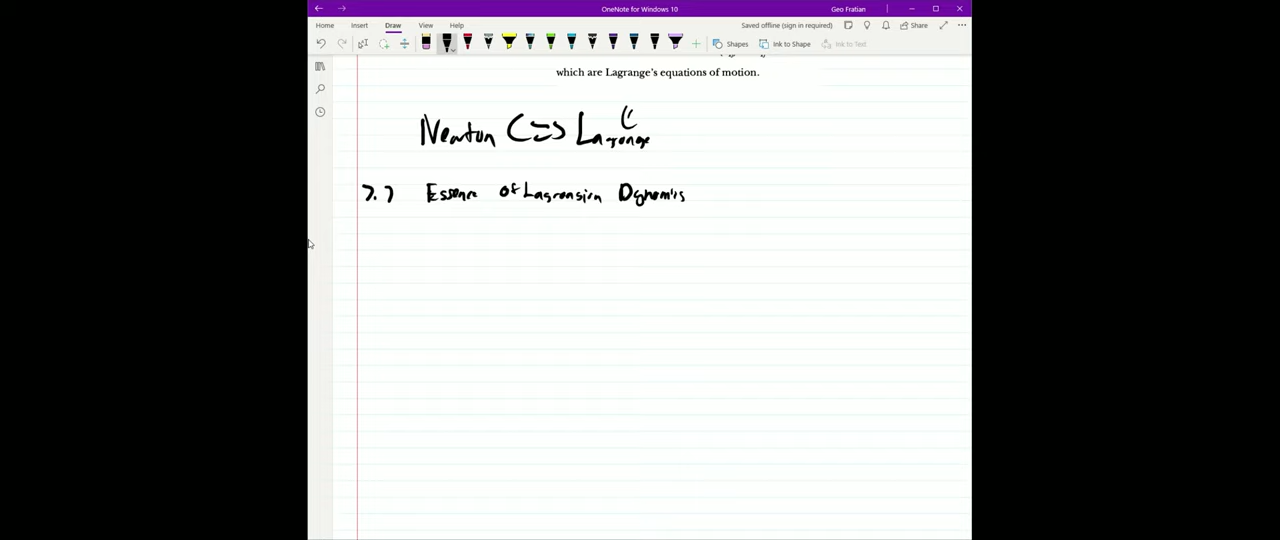 OneNote for Windows 10
Geo Fratian
Home Insert Draw View Help
Saved offline (sign in required)
Share
Shapes Ink to Shape Ink to Text
which are Lagrange's equations of motion.
Newton <=> Lagrange
7.7 Essence of Lagrangian Dynamics